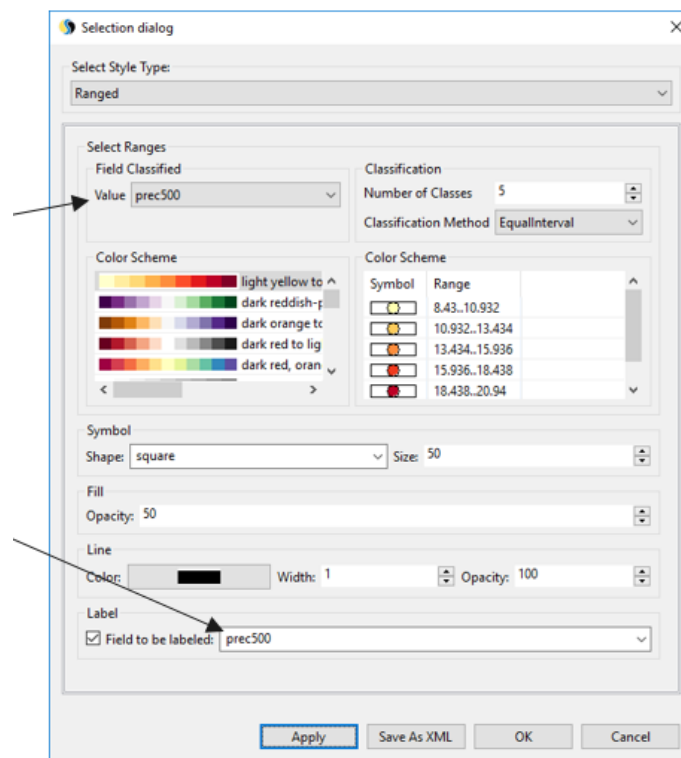 Selection dialog
Select Style Type:
Ranged
Select Ranges
Field Classified
Value prec500
Classification
Number of Classes 5
Classification Method EqualInterval
Color Scheme
light yellow to
dark reddish-p
dark orange to
dark red to lig
dark red, oran
Color Scheme
Symbol Range
8.43..10.932
10.932..13.434
13.434..15.936
15.936..18.438
18.438..20.94
Symbol
Shape: square Size: 50
Fill
Opacity: 50
Line
Color: Width: 1 Opacity: 100
Label
Field to be labeled: prec500
Apply Save As XML OK Cancel